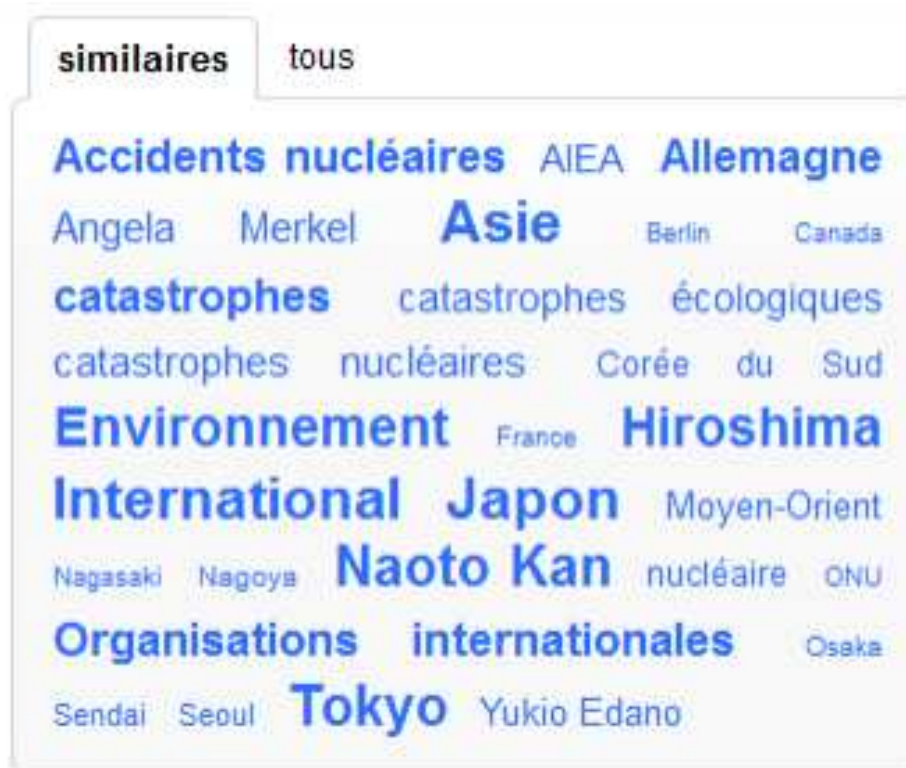 similaires tous
Accidents nucléaires AIEA Allemagne
Angela Merkel Asie Berlin Canada
catastrophes catastrophes écologiques
catastrophes nucléaires Corée du Sud
Environnement France Hiroshima
International Japon Moyen-Orient
Nagasaki Nagoya Naoto Kan nucléaire ONU
Organisations internationales Osaka
Sendai Seoul Tokyo Yukio Edano